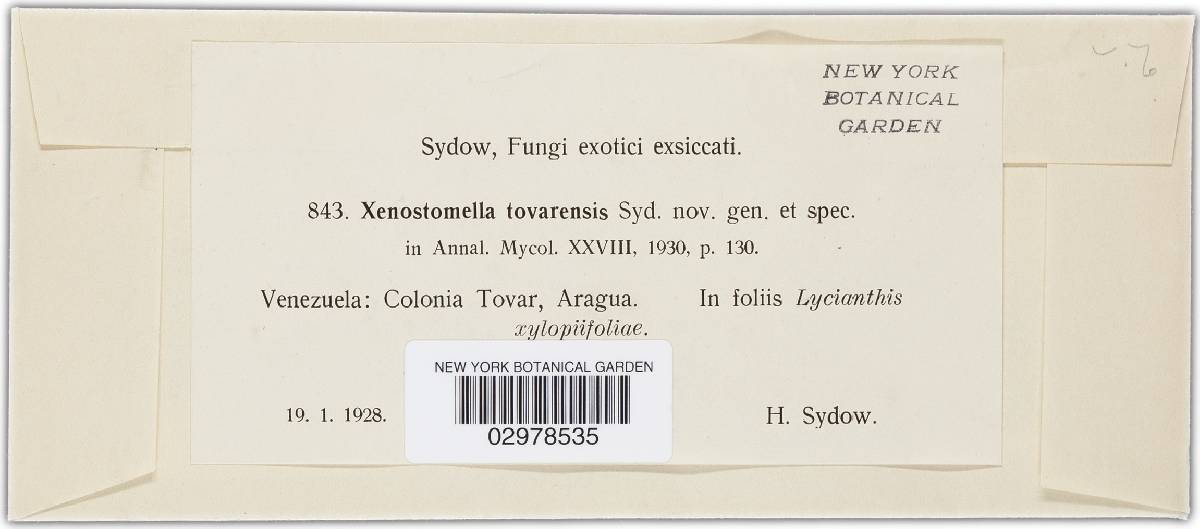 NEW YORK
BOTANICAL
GARDEN
Sydow, Fungi exotici exsiccati.
843. Xenostomella tovarensis Syd. nov. gen. et spec.
in Annal. Mycol. XXVIII, 1930, p. 130.
Venezuela: Colonia Tovar, Aragua. In foliis Lycianthis
xylopiifoliae.
NEW YORK BOTANICAL GARDEN
02978535
19. 1. 1928. H. Sydow.